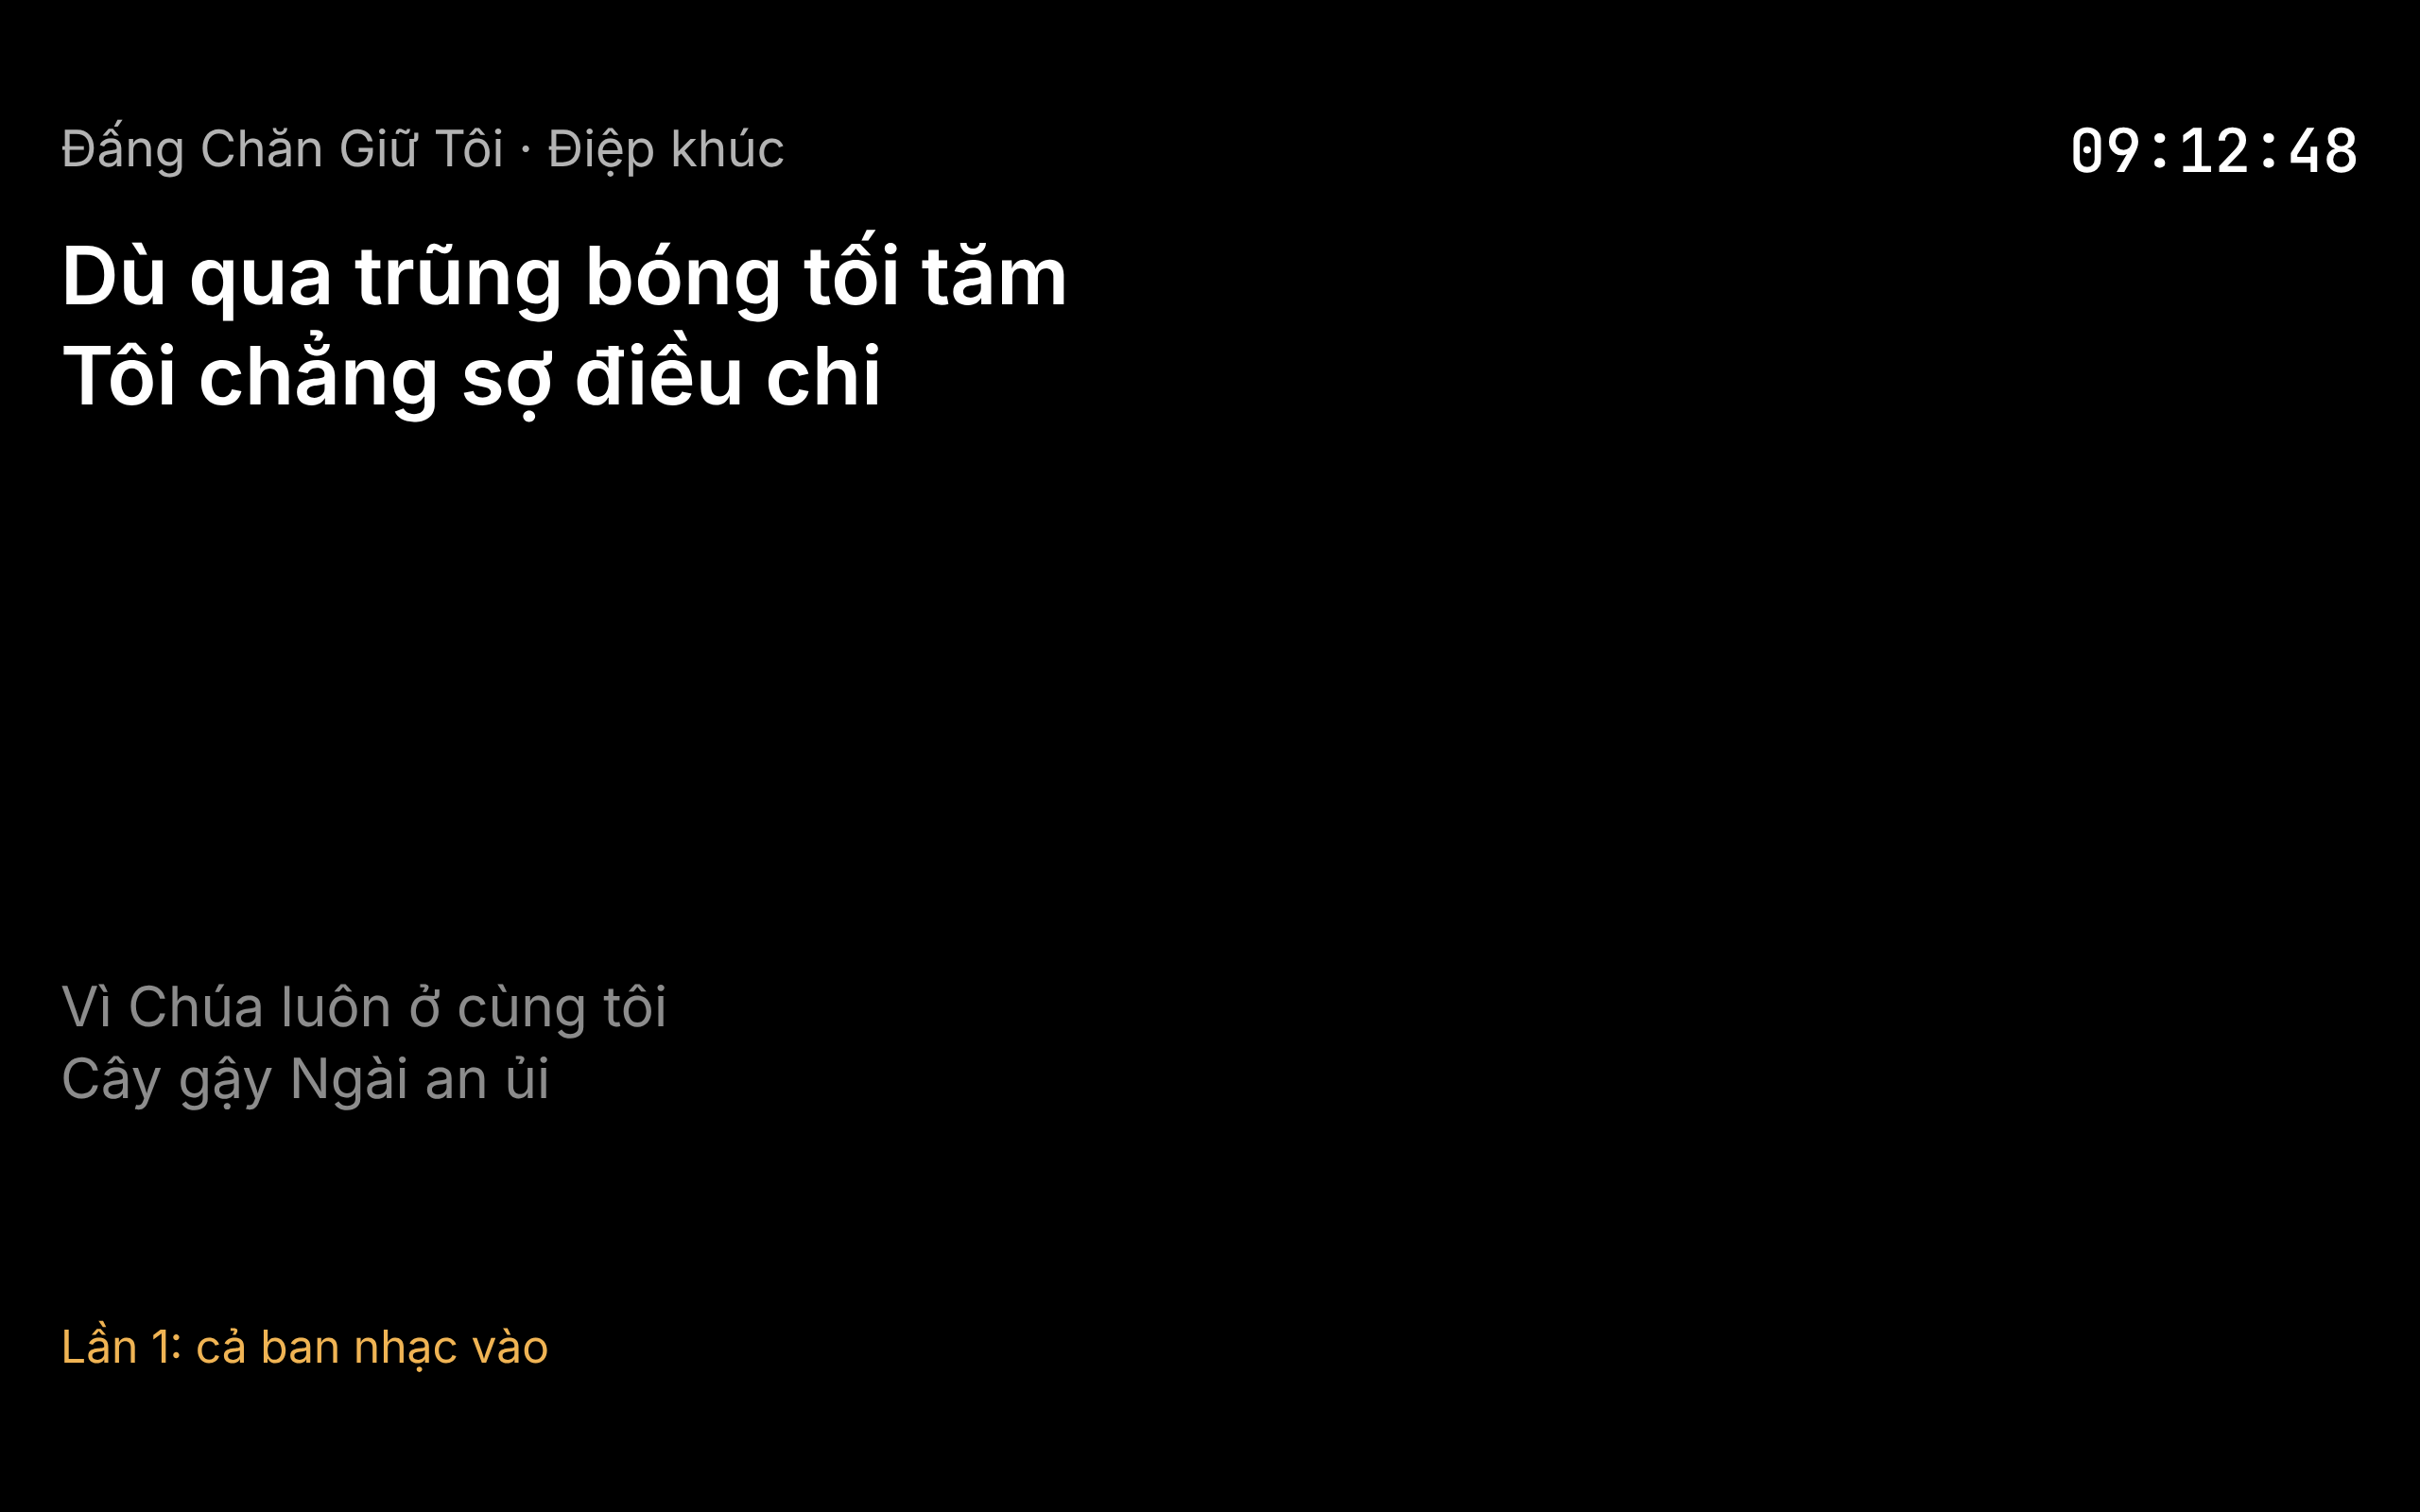 Đấng Chăn Giữ Tôi · Điệp khúc
09:12:48
Dù qua trũng bóng tối tăm
Tôi chẳng sợ điều chi
Vì Chúa luôn ở cùng tôi
Cây gậy Ngài an ủi
Lần 1: cả ban nhạc vào